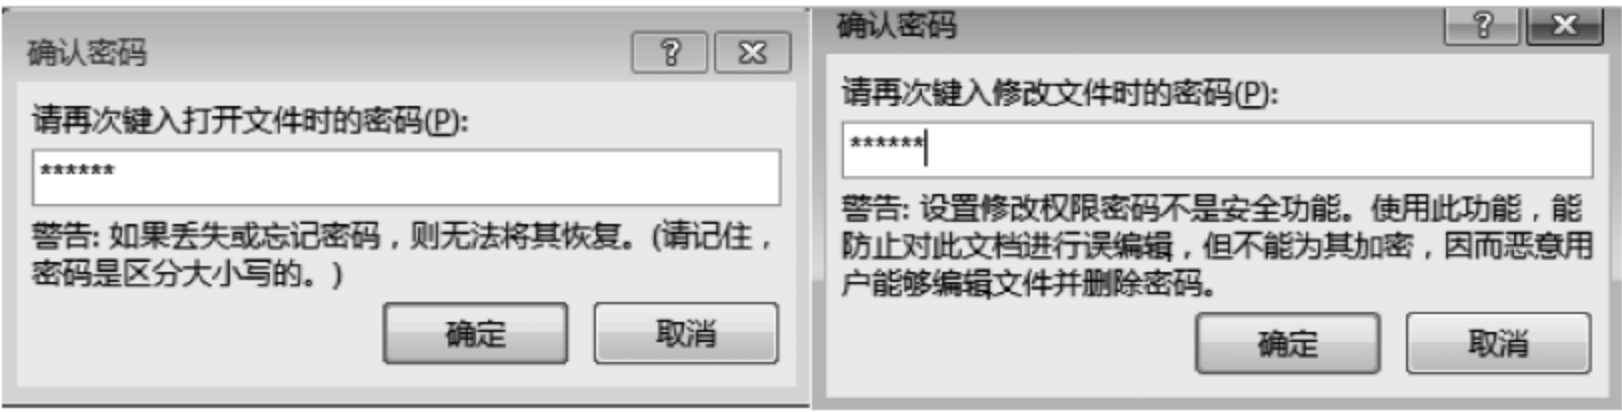 确认密码
请再次键入打开文件时的密码(P):
******
警告: 如果丢失或忘记密码，则无法将其恢复。(请记住，
密码是区分大小写的。)
确定
取消
确认密码
请再次键入修改文件时的密码(P):
******
警告: 设置修改权限密码不是安全功能。使用此功能，能
防止对此文档进行误编辑，但不能为其加密，因而恶意用
户能够编辑文件并删除密码。
确定
取消